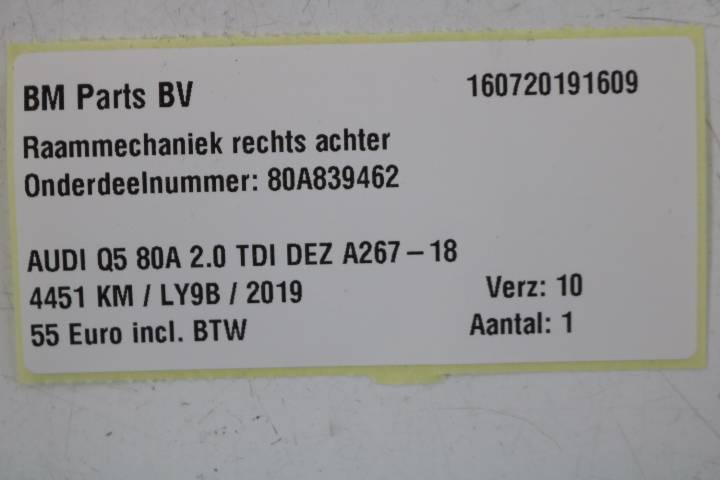 BM Parts BV 160720191609
Raammechaniek rechts achter
Onderdeelnummer: 80A839462
AUDI Q5 80A 2.0 TDI DEZ A267-18
4451 KM / LY9B / 2019 Verz: 10
55 Euro incl. BTW Aantal: 1